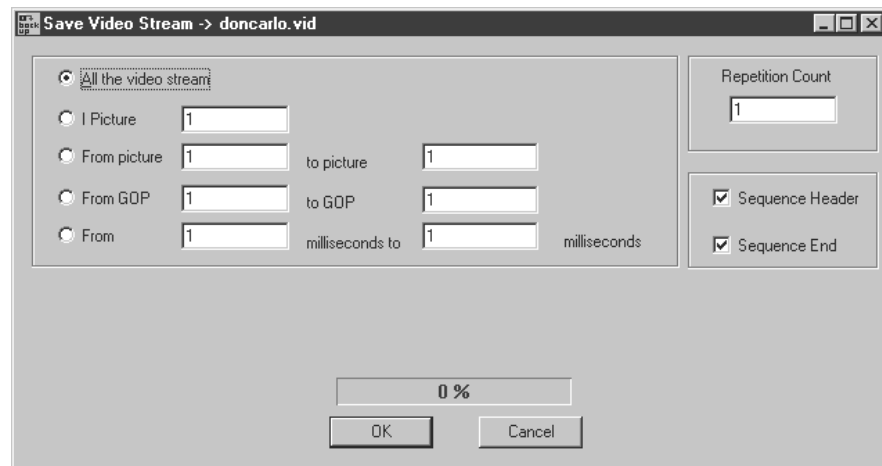 Save Video Stream -> doncarlo.vid
All the video stream
I Picture 1
From picture 1 to picture 1
From GOP 1 to GOP 1
From 1 milliseconds to 1 milliseconds
Repetition Count
1
Sequence Header
Sequence End
0 %
OK Cancel